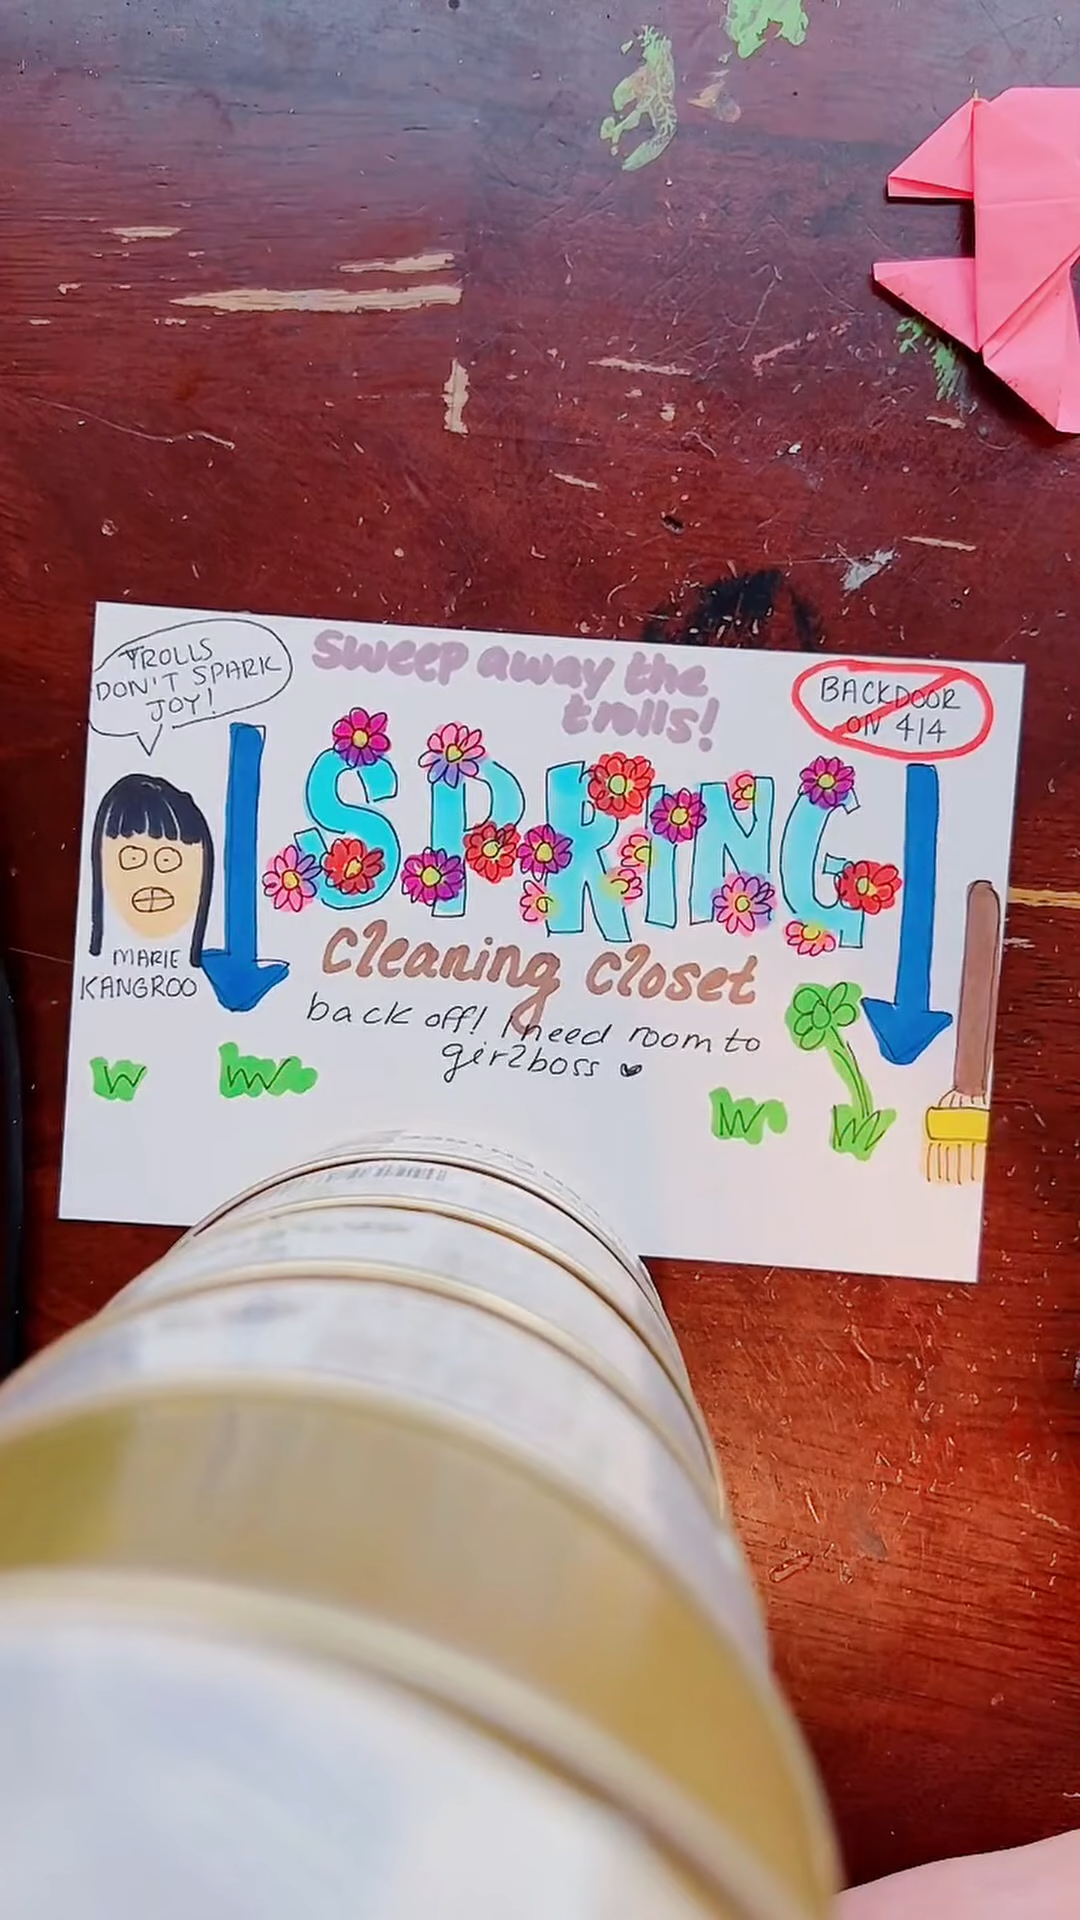 TROLLS
DON'T SPARK
JOY!
sweep away the
trolls!
BACKDOOR
ON 4/4
SPRING
cleaning closet
MARIE
KANGROO
back off! I need room to
girlboss